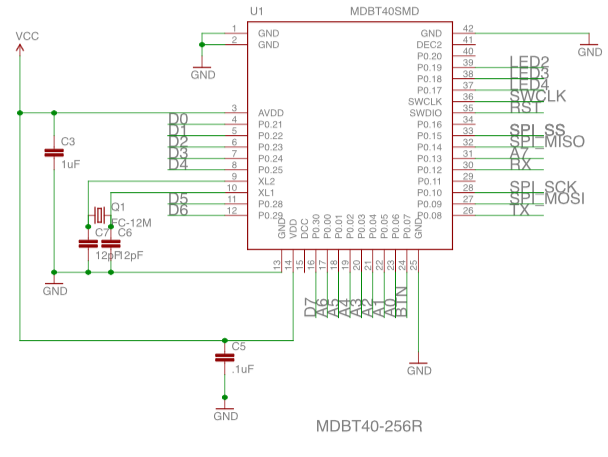 U1
MDBT40SMD
VCC
1
GND
2
GND
GND
42
GND
GND
41
DEC2
40
P0.20
39
P0.19
LED2
38
P0.18
LED3
37
P0.17
LED4
36
SWCLK
SWCLK
35
SWDIO
RST
34
P0.16
33
P0.15
SPI_SS
32
P0.14
SPI_MISO
31
P0.13
A7
30
P0.12
RX
29
P0.11
28
P0.10
SPI_SCK
27
P0.09
SPI_MOSI
26
P0.08
TX
3
AVDD
D0
4
P0.21
D1
5
P0.22
D2
6
P0.23
D3
7
P0.24
D4
8
P0.25
9
XL2
10
XL1
D5
11
P0.28
D6
12
P0.29
C3
1uF
Q1
FC-12M
C7
C6
12pF
12pF
GND
GND
VDD
DCC
P0.30
P0.00
P0.01
P0.02
P0.03
P0.04
P0.05
P0.06
P0.07
GND
13
14
15
16
17
18
19
20
21
22
23
24
25
D7
A6
A5
A4
A3
A2
A1
A0
BTN
C5
.1uF
GND
GND
MDBT40-256R